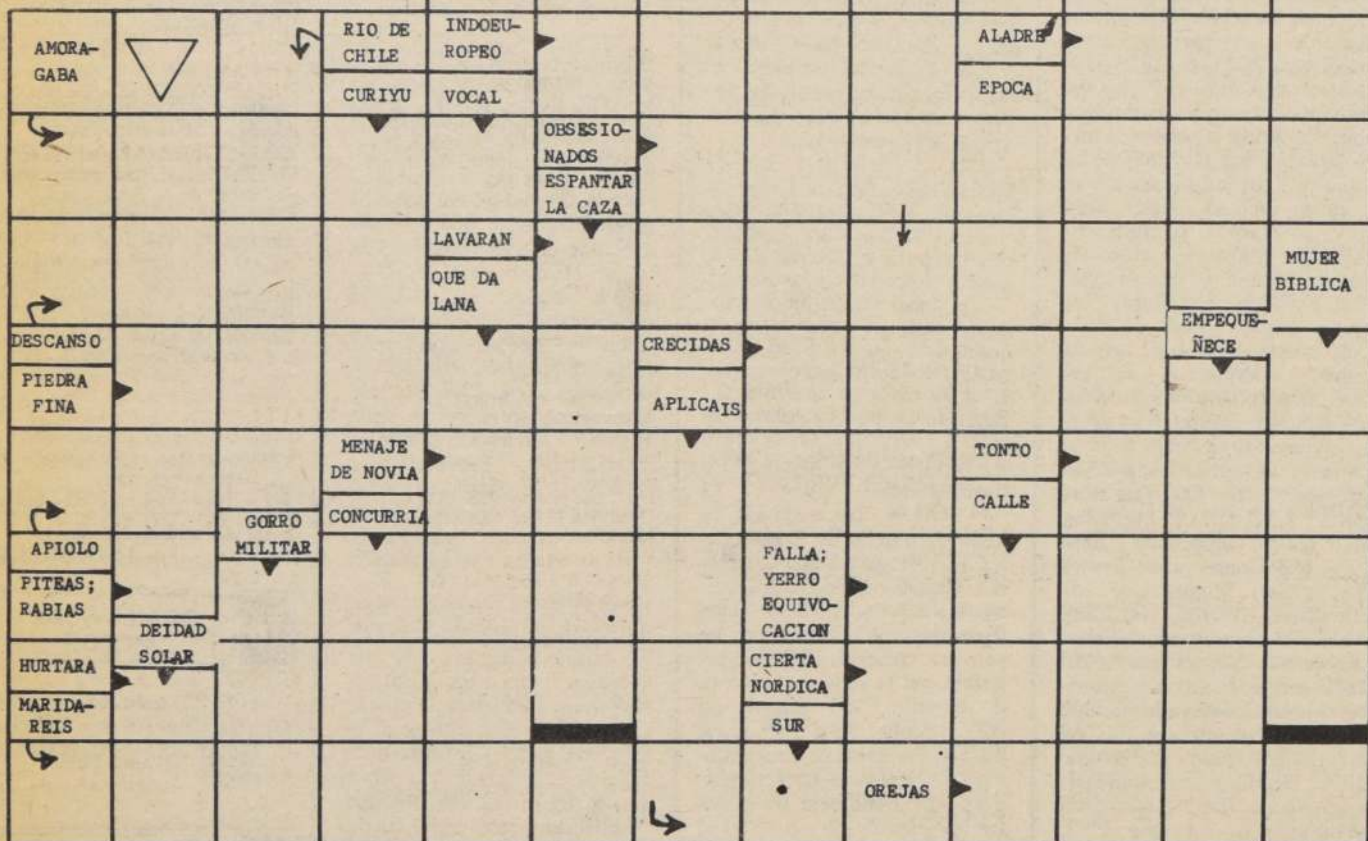 AMORA-
GABA
RIO DE
CHILE
CURIYU
INDOEU-
ROPEO
VOCAL
ALADRE
EPOCA
OBSESIO-
NADOS
ESPANTAR
LA CAZA
LAVARAN
QUE DA
LANA
MUJER
BIBLICA
EMPEQUE-
ÑECE
DESCANSO
PIEDRA
FINA
CRECIDAS
APLICAIS
MENAJE
DE NOVIA
CONCURRIA
TONTO
CALLE
GORRO
MILITAR
APIOLO
PITEAS;
RABIAS
FALLA;
YERRO
EQUIVO-
CACION
DEIDAD
SOLAR
HURTARA
MARIDA-
REIS
CIERTA
NORDICA
SUR
OREJAS